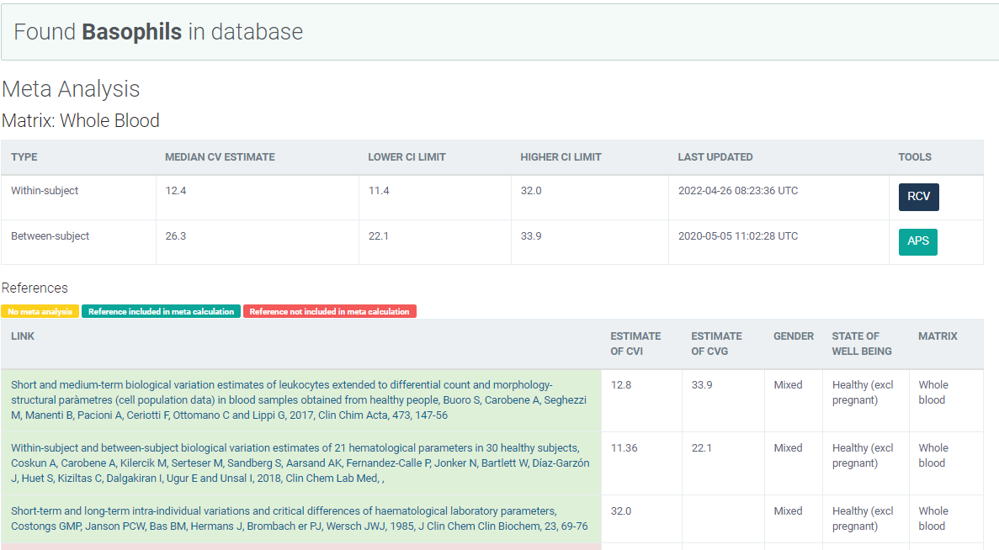 Found Basophils in database
Meta Analysis
Matrix: Whole Blood
TYPE MEDIAN CV ESTIMATE LOWER CI LIMIT HIGHER CI LIMIT LAST UPDATED TOOLS
Within-subject 12.4 11.4 32.0 2022-04-26 08:23:36 UTC RCV
Between-subject 26.3 22.1 33.9 2020-05-05 11:02:28 UTC APS
References
No meta analysis Reference included in meta calculation Reference not included in meta calculation
LINK ESTIMATE OF CVI ESTIMATE OF CVG GENDER STATE OF WELL BEING MATRIX
Short and medium-term biological variation estimates of leukocytes extended to differential count and morphology-
structural paràmetres (cell population data) in blood samples obtained from healthy people, Buoro S, Carobene A, Seghezzi
M, Manenti B, Pacioni A, Ceriotti F, Ottomano C and Lippi G, 2017, Clin Chim Acta, 473, 147-56
12.8 33.9 Mixed Healthy (excl pregnant) Whole blood
Within-subject and between-subject biological variation estimates of 21 hematological parameters in 30 healthy subjects,
Coskun A, Carobene A, Kilercik M, Serteser M, Sandberg S, Aarsand AK, Fernandez-Calle P, Jonker N, Bartlett W, Díaz-Garzón
J, Huet S, Kiziltas C, Dalgakiran I, Ugur E and Unsal I, 2018, Clin Chem Lab Med, ,
11.36 22.1 Mixed Healthy (excl pregnant) Whole blood
Short-term and long-term intra-individual variations and critical differences of haematological laboratory parameters,
Costongs GMP, Janson PCW, Bas BM, Hermans J, Brombach er PJ, Wersch JWJ, 1985, J Clin Chem Clin Biochem, 23, 69-76
32.0 Mixed Healthy (excl pregnant) Whole blood